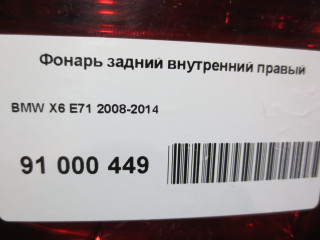 Фонарь задний внутренний правый
BMW X6 E71 2008-2014
91 000 449